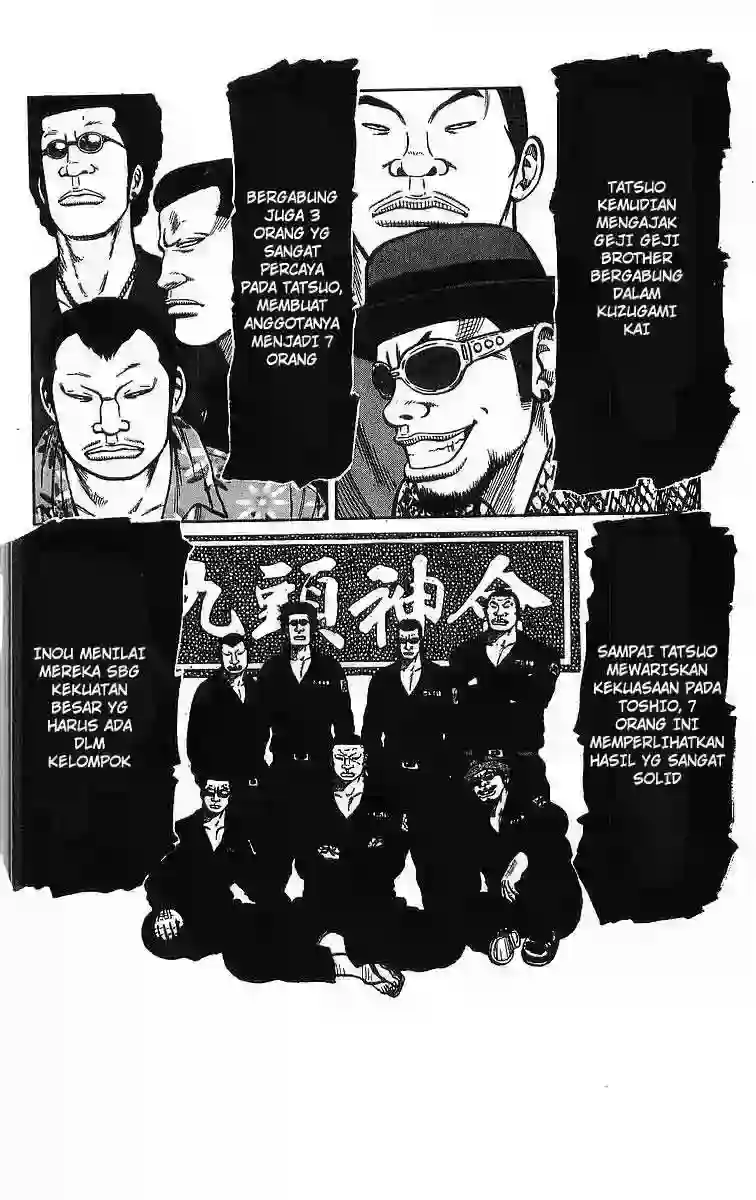 TATSUO
KEMUDIAN
MENGAJAK
GEJI GEJI
BROTHER
BERGABUNG
DALAM
KUZUGAMI
KAI
BERGABUNG
JUGA 3
ORANG YG
SANGAT
PERCAYA
PADA TATSUO,
MEMBUAT
ANGGOTANYA
MENJADI 7
ORANG
九頭神会
SAMPAI TATSUO
MEWARISKAN
KEKUASAAN PADA
TOSHIO, 7
ORANG INI
MEMPERLIHATKAN
HASIL YG SANGAT
SOLID
INOU MENILAI
MEREKA SBG
KEKUATAN
BESAR YG
HARUS ADA
DLM
KELOMPOK